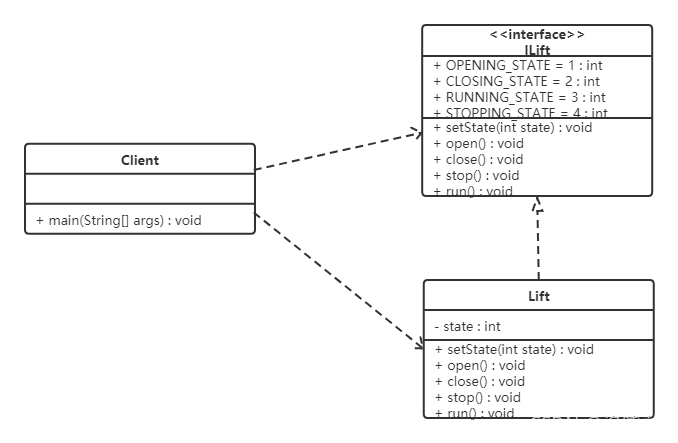 <<interface>>
ILift
+ OPENING_STATE = 1 : int
+ CLOSING_STATE = 2 : int
+ RUNNING_STATE = 3 : int
+ STOPPING_STATE = 4 : int
+ setState(int state) : void
+ open() : void
+ close() : void
+ stop() : void
+ run() : void
Client
+ main(String[] args) : void
Lift
- state : int
+ setState(int state) : void
+ open() : void
+ close() : void
+ stop() : void
+ run() : void